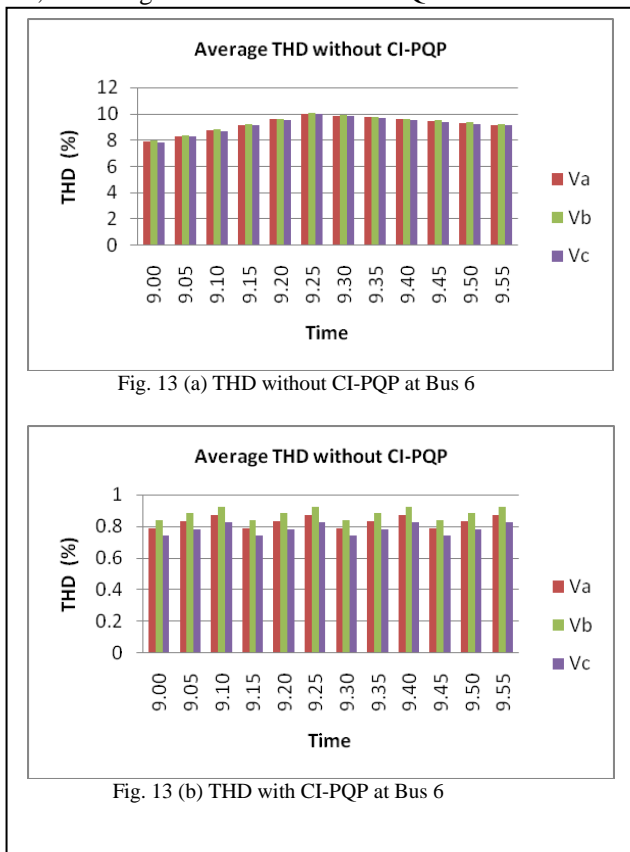 Average THD without CI-PQP
12
10
8
6
4
2
0
THD (%)
Va
Vb
Vc
9.00
9.05
9.10
9.15
9.20
9.25
9.30
9.35
9.40
9.45
9.50
9.55
Time
Fig. 13 (a) THD without CI-PQP at Bus 6
Average THD without CI-PQP
1
0.8
0.6
0.4
0.2
0
THD (%)
Va
Vb
Vc
9.00
9.05
9.10
9.15
9.20
9.25
9.30
9.35
9.40
9.45
9.50
9.55
Time
Fig. 13 (b) THD with CI-PQP at Bus 6